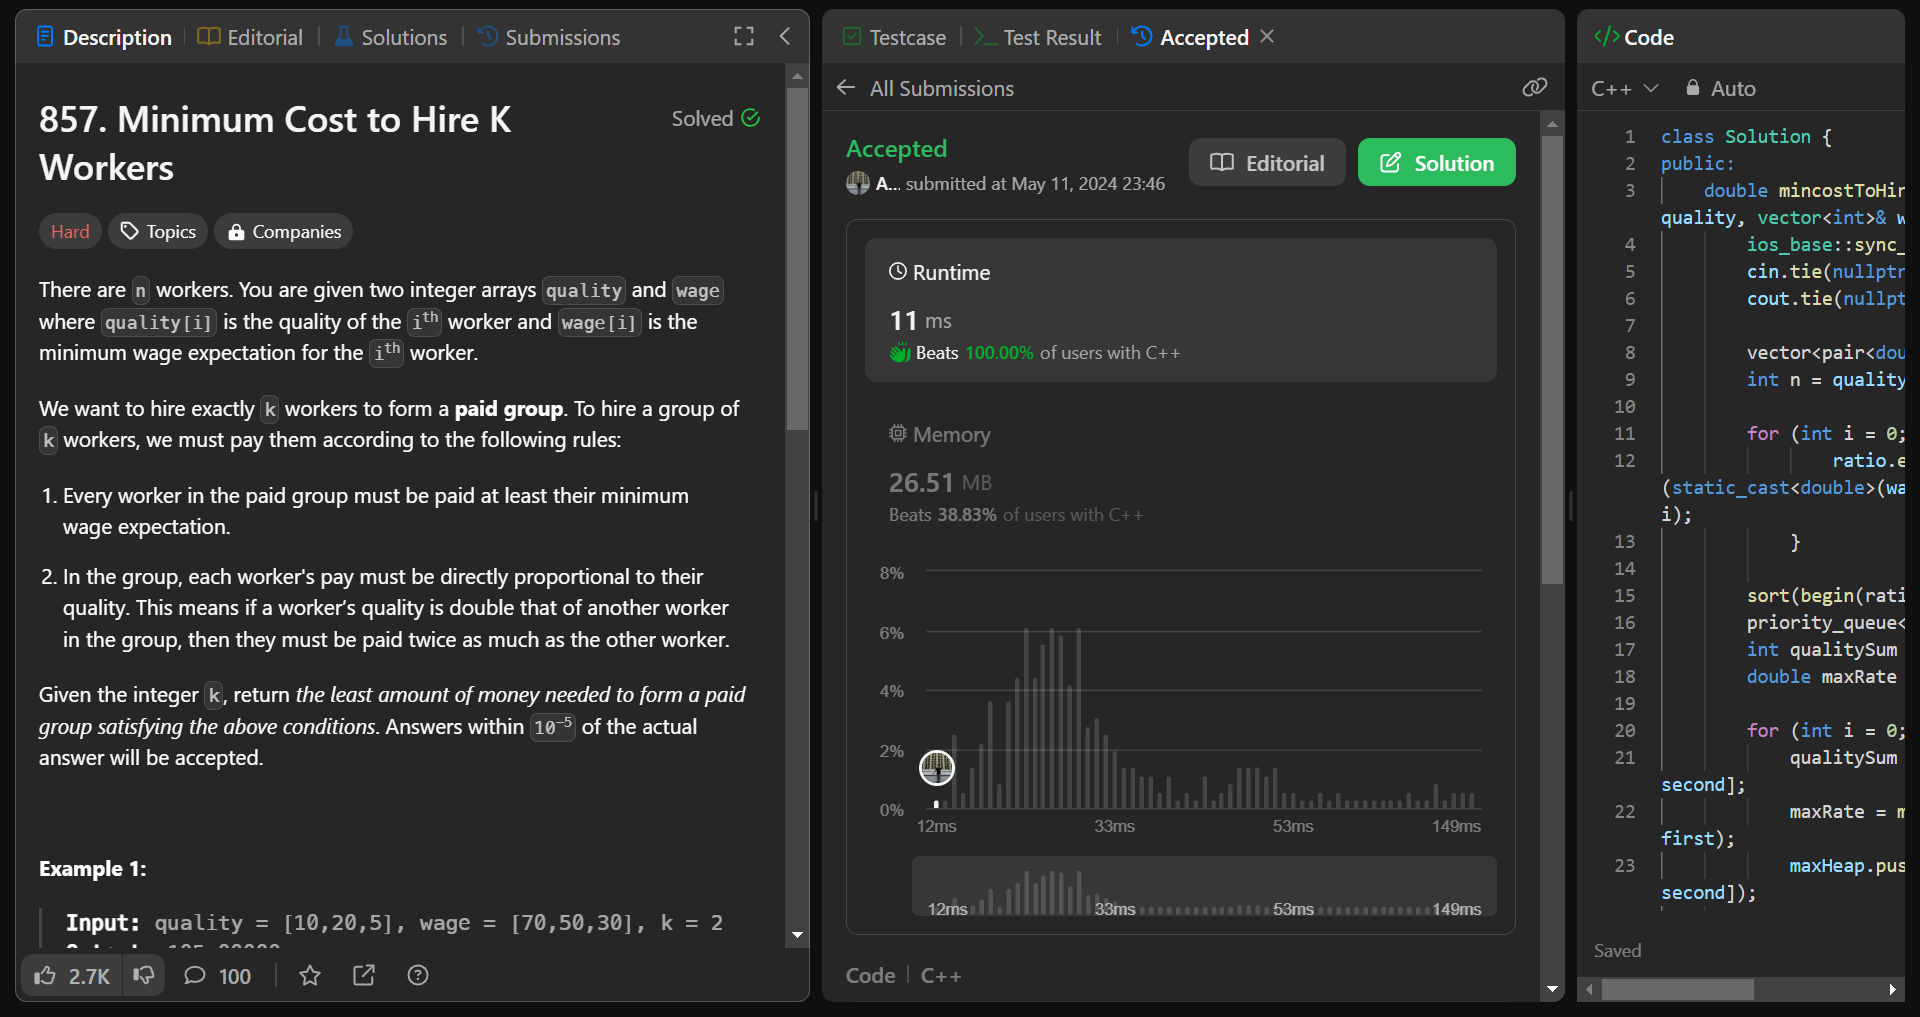 Description
Editorial
Solutions
Submissions
857. Minimum Cost to Hire K
Workers
Solved
Hard
Topics
Companies
There are n workers. You are given two integer arrays quality and wage
where quality[i] is the quality of the iᵗʰ worker and wage[i] is the
minimum wage expectation for the iᵗʰ worker.
We want to hire exactly k workers to form a paid group. To hire a group of
k workers, we must pay them according to the following rules:
1. Every worker in the paid group must be paid at least their minimum
wage expectation.
2. In the group, each worker's pay must be directly proportional to their
quality. This means if a worker’s quality is double that of another worker
in the group, then they must be paid twice as much as the other worker.
Given the integer k, return the least amount of money needed to form a paid
group satisfying the above conditions. Answers within 10⁻⁵ of the actual
answer will be accepted.
Example 1:
Input: quality = [10,20,5], wage = [70,50,30], k = 2
2.7K
100
Testcase
Test Result
Accepted
All Submissions
Accepted
A... submitted at May 11, 2024 23:46
Editorial
Solution
Runtime
11 ms
Beats 100.00% of users with C++
Memory
26.51 MB
Beats 38.83% of users with C++
8%
6%
4%
2%
0%
12ms 33ms 53ms 149ms
12ms 33ms 53ms 149ms
Code | C++
</> Code
C++
Auto
1 class Solution {
2 public:
3 double mincostToHir
quality, vector<int>& w
4 ios_base::sync_
5 cin.tie(nullptr
6 cout.tie(nullpt
7
8 vector<pair<dou
9 int n = quality
10
11 for (int i = 0;
12 ratio.e
(static_cast<double>(wa
i);
13 }
14
15 sort(begin(rati
16 priority_queue<
17 int qualitySum
18 double maxRate
19
20 for (int i = 0;
21 qualitySum
second];
22 maxRate = m
first);
23 maxHeap.pus
second]);
Saved